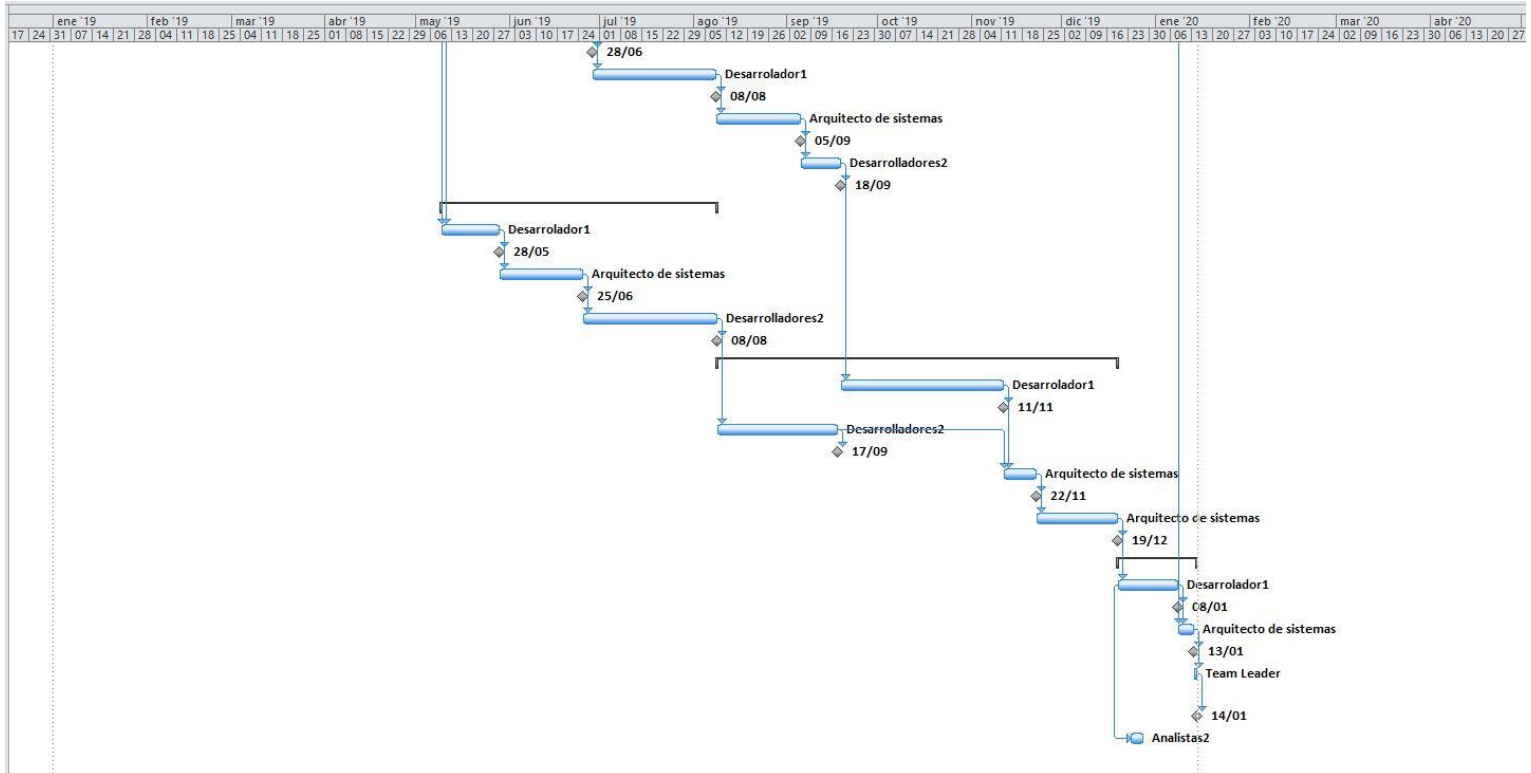 ene '19 feb '19 mar '19 abr '19 may '19 jun '19 jul '19 ago '19 sep '19 oct '19 nov '19 dic '19 ene '20 feb '20 mar '20 abr '20
17 24 31 07 14 21 28 04 11 18 25 04 11 18 25 01 08 15 22 29 06 13 20 27 03 10 17 24 01 08 15 22 29 05 12 19 26 02 09 16 23 30 07 14 21 28 04 11 18 25 02 09 16 23 30 06 13 20 27 03 10 17 24 02 09 16 23 30 06 13 20 27
28/06
Desarrolador1
08/08
Arquitecto de sistemas
05/09
Desarrolladores2
18/09
Desarrolador1
28/05
Arquitecto de sistemas
25/06
Desarrolladores2
08/08
Desarrolador1
11/11
Desarrolladores2
17/09
Arquitecto de sistemas
22/11
Arquitecto de sistemas
19/12
Desarrolador1
08/01
Arquitecto de sistemas
13/01
Team Leader
14/01
Analistas2